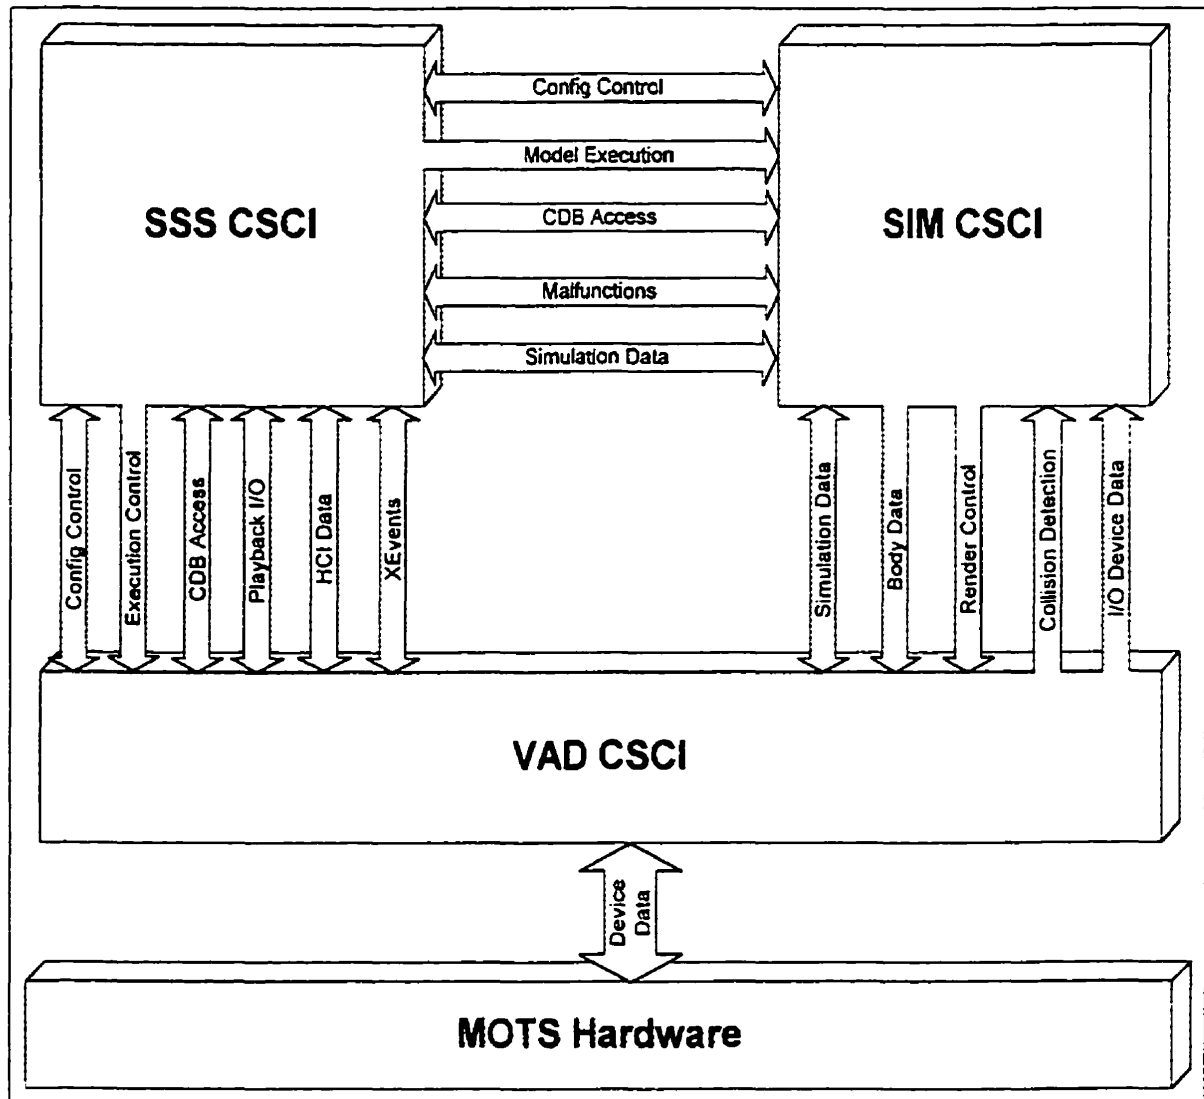 Config Control
Model Execution
SSS CSCI
CDB Access
SIM CSCI
Malfunctions
Simulation Data
Config Control
Execution Control
CDB Access
Playback I/O
HCI Data
XEvents
Simulation Data
Body Data
Render Control
Collision Detection
I/O Device Data
VAD CSCI
Device
Data
MOTS Hardware